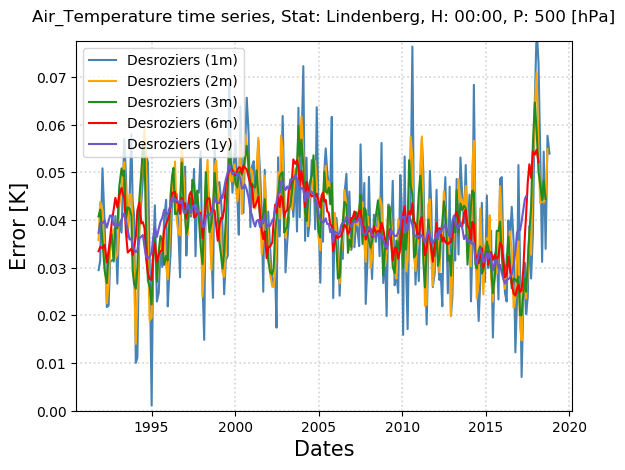 Air_Temperature time series, Stat: Lindenberg, H: 00:00, P: 500 [hPa]
Desroziers (1m)
Desroziers (2m)
Desroziers (3m)
Desroziers (6m)
Desroziers (1y)
Error [K]
0.07
0.06
0.05
0.04
0.03
0.02
0.01
0.00
1995 2000 2005 2010 2015 2020
Dates